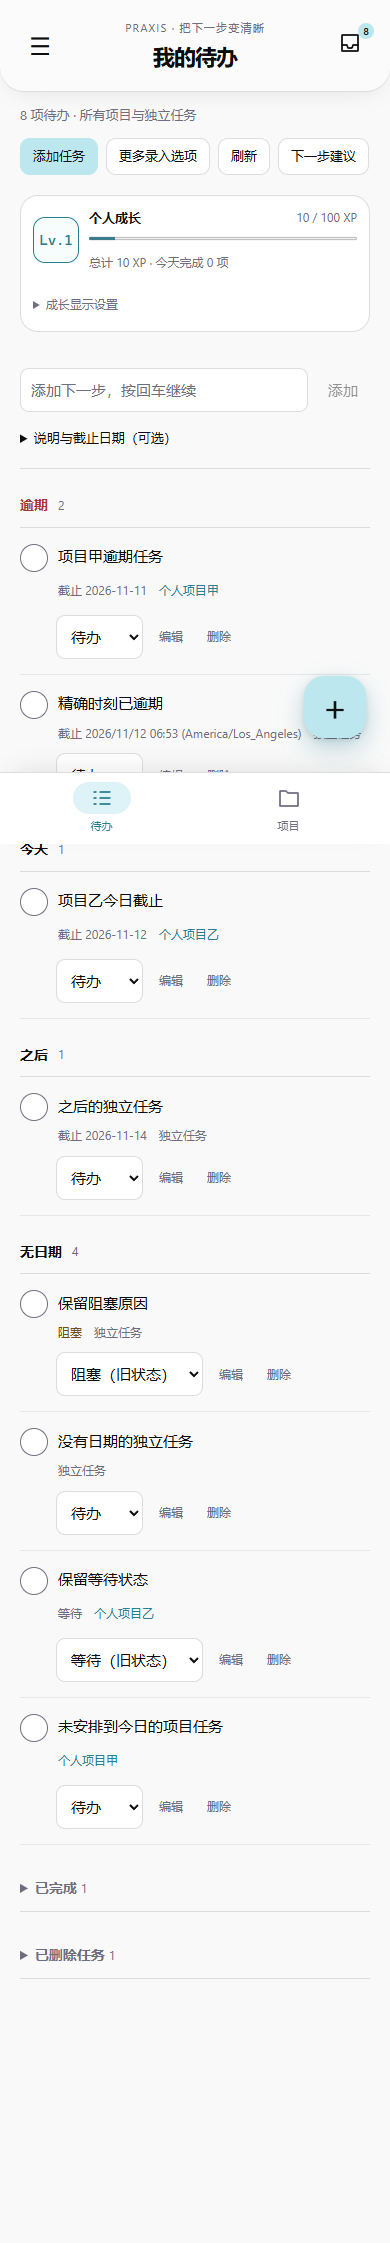 PRAXIS · 把下一步变清晰
我的待办
8
8 项待办 · 所有项目与独立任务
添加任务 更多录入选项 刷新 下一步建议
Lv.1
个人成长 10 / 100 XP
总计 10 XP · 今天完成 0 项
▶ 成长显示设置
添加下一步，按回车继续 添加
▶ 说明与截止日期（可选）
逾期 2
项目甲逾期任务
截止 2026-11-11 个人项目甲
待办 编辑 删除
精确时刻已逾期
截止 2026/11/12 06:53 (America/Los_Angeles)
待办 项目
今天 1
项目乙今日截止
截止 2026-11-12 个人项目乙
待办 编辑 删除
之后 1
之后的独立任务
截止 2026-11-14 独立任务
待办 编辑 删除
无日期 4
保留阻塞原因
阻塞 独立任务
阻塞（旧状态） 编辑 删除
没有日期的独立任务
独立任务
待办 编辑 删除
保留等待状态
等待 个人项目乙
等待（旧状态） 编辑 删除
未安排到今日的项目任务
个人项目甲
待办 编辑 删除
▶ 已完成 1
▶ 已删除任务 1